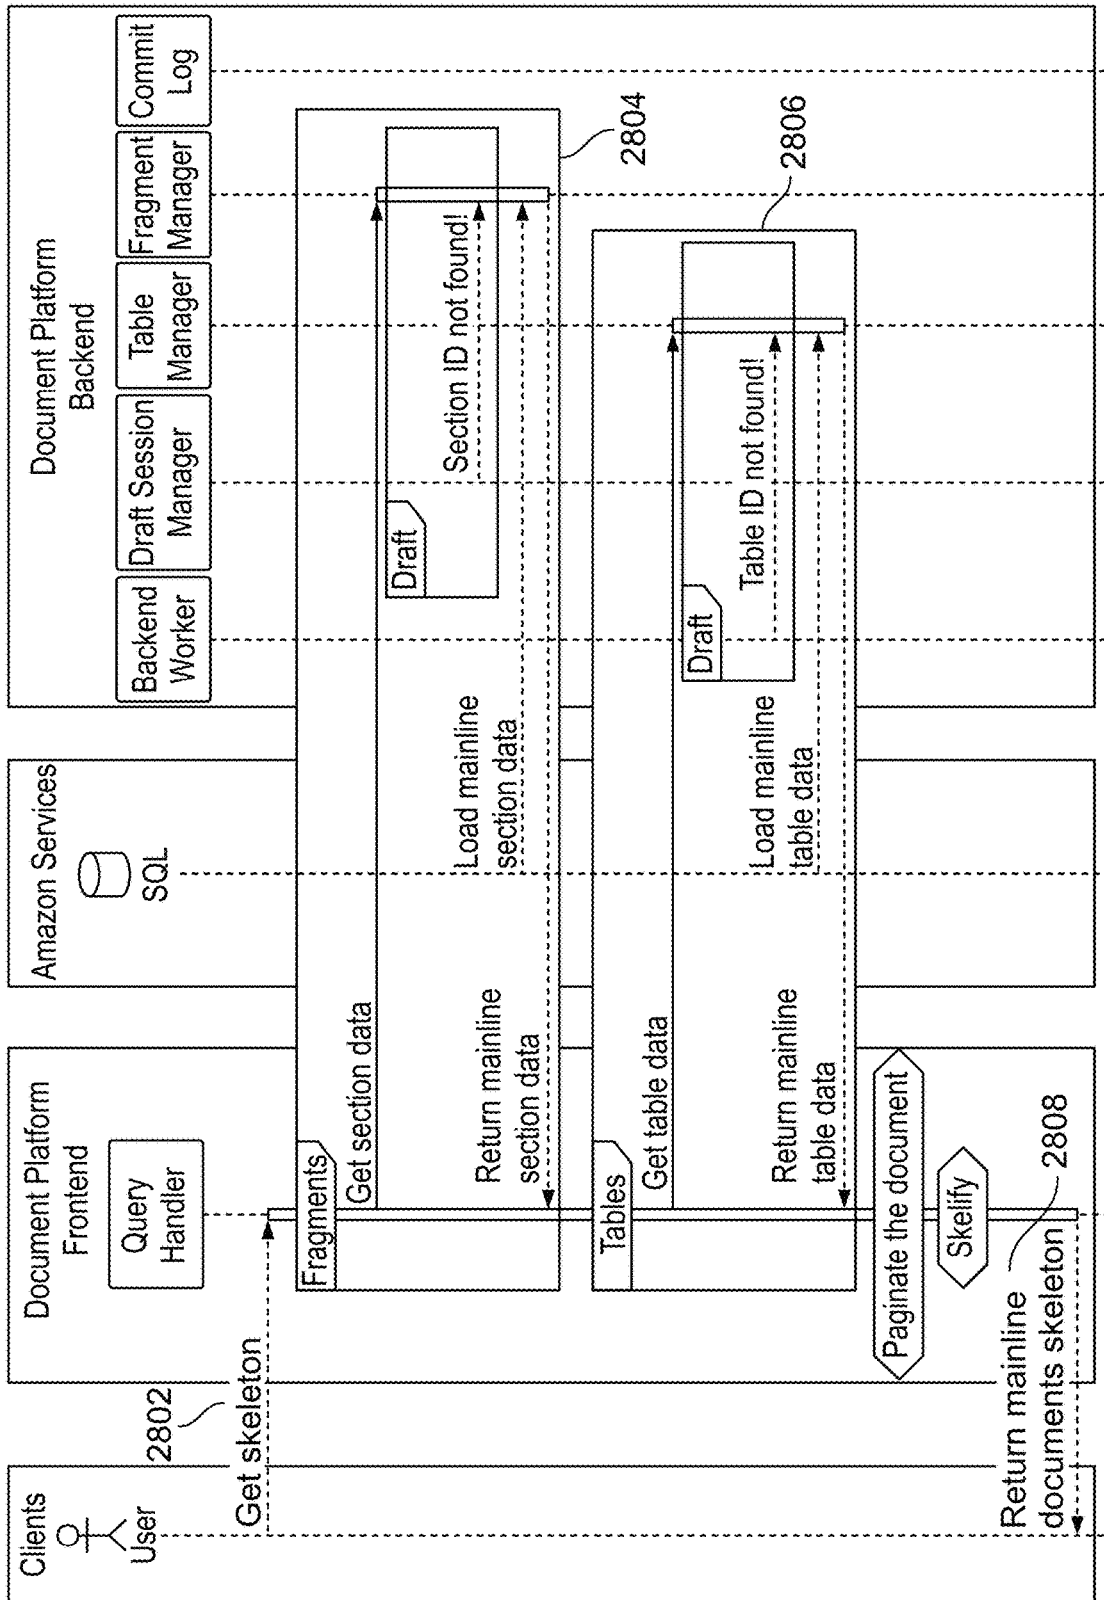 Clients
User
Document Platform
Frontend
Query
Handler
Amazon Services
SQL
Document Platform
Backend
Backend
Worker
Draft Session
Manager
Table
Manager
Fragment
Manager
Commit
Log
2802
Get skeleton
Fragments
Get section data
Draft
Section ID not found!
Load mainline
section data
Return mainline
section data
2804
Tables
Get table data
Draft
Table ID not found!
Load mainline
table data
Return mainline
table data
2806
Paginate the document
Skelify
Return mainline
documents skeleton
2808